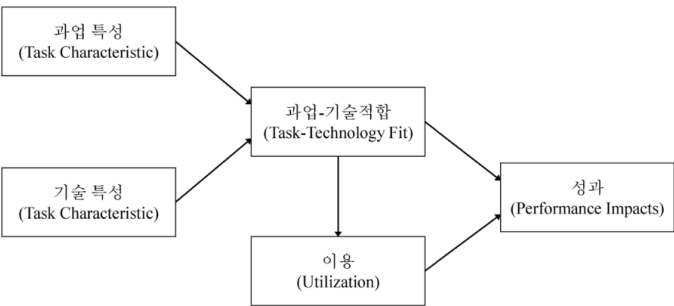 과업 특성
(Task Characteristic)
과업-기술적합
(Task-Technology Fit)
기술 특성
(Task Characteristic)
성과
(Performance Impacts)
이용
(Utilization)